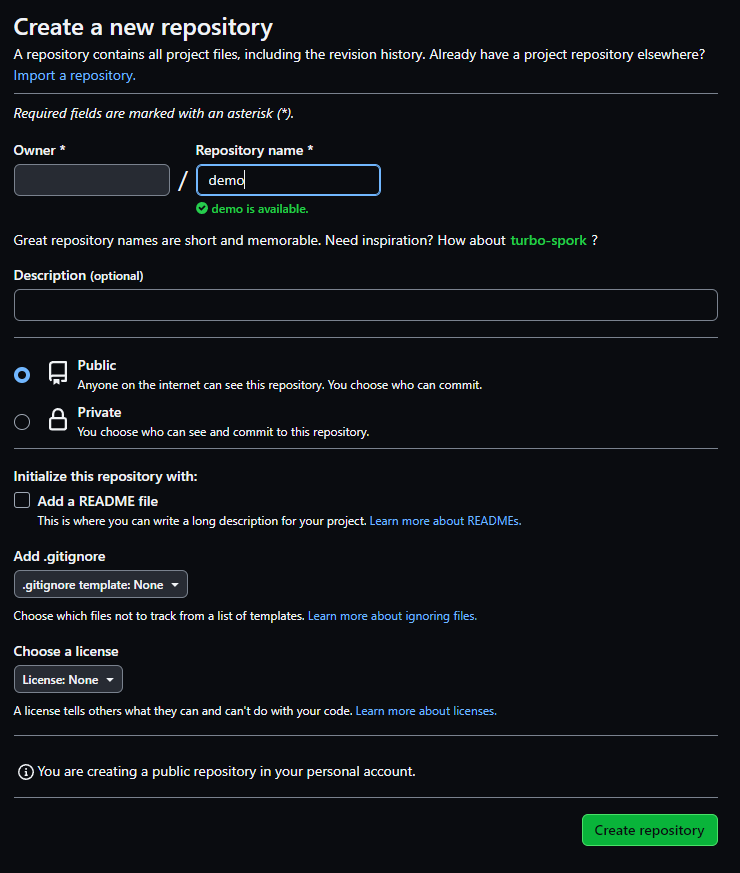 Create a new repository
A repository contains all project files, including the revision history. Already have a project repository elsewhere?
Import a repository.
Required fields are marked with an asterisk (*).
Owner *
Repository name *
/
demo
demo is available.
Great repository names are short and memorable. Need inspiration? How about turbo-spork ?
Description (optional)
Public
Anyone on the internet can see this repository. You choose who can commit.
Private
You choose who can see and commit to this repository.
Initialize this repository with:
Add a README file
This is where you can write a long description for your project. Learn more about READMEs.
Add .gitignore
.gitignore template: None
Choose which files not to track from a list of templates. Learn more about ignoring files.
Choose a license
License: None
A license tells others what they can and can't do with your code. Learn more about licenses.
You are creating a public repository in your personal account.
Create repository